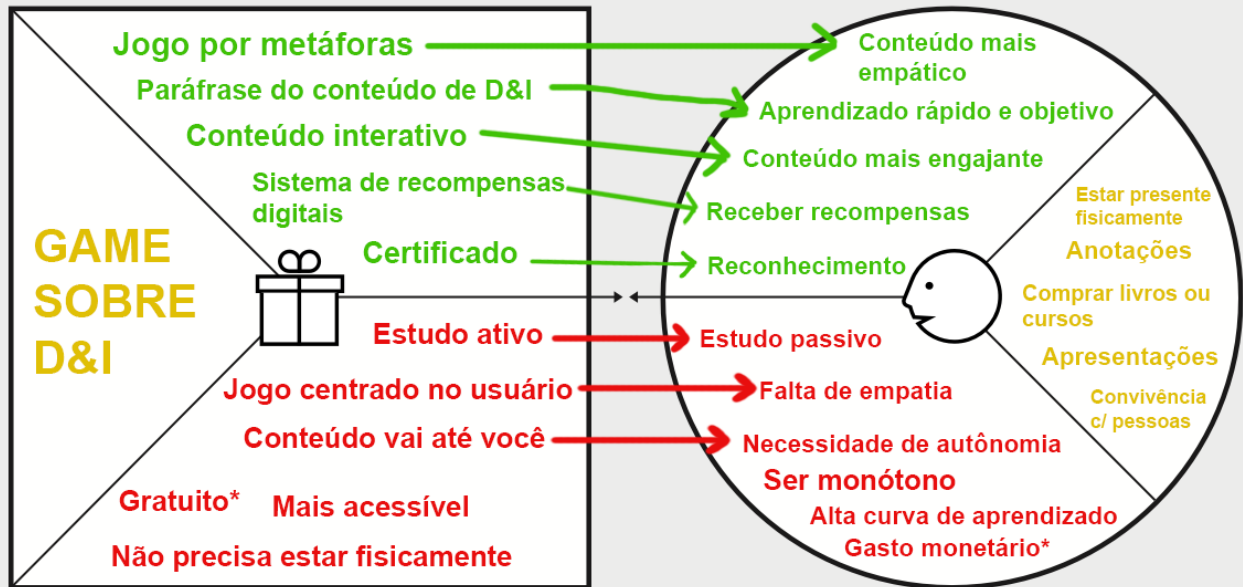 Jogo por metáforas
Paráfrase do conteúdo de D&I
Conteúdo interativo
Sistema de recompensas
digitais
Certificado
GAME
SOBRE
D&I
Estudo ativo
Jogo centrado no usuário
Conteúdo vai até você
Gratuito*
Mais acessível
Não precisa estar fisicamente
Conteúdo mais
empático
Aprendizado rápido e objetivo
Conteúdo mais engajante
Receber recompensas
Reconhecimento
Estar presente
fisicamente
Anotações
Comprar livros ou
cursos
Apresentações
Convivência
c/ pessoas
Estudo passivo
Falta de empatia
Necessidade de autônomia
Ser monótono
Alta curva de aprendizado
Gasto monetário*